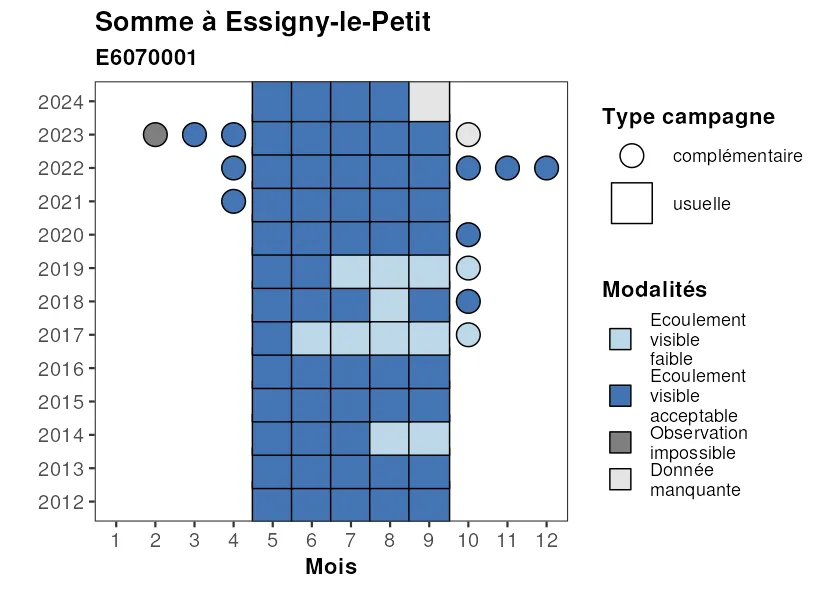 Somme à Essigny-le-Petit
E6070001
2024
2023
2022
2021
2020
2019
2018
2017
2016
2015
2014
2013
2012
1 2 3 4 5 6 7 8 9 10 11 12
Mois
Type campagne
complémentaire
usuelle
Modalités
Ecoulement
visible
faible
Ecoulement
visible
acceptable
Observation
impossible
Donnée
manquante